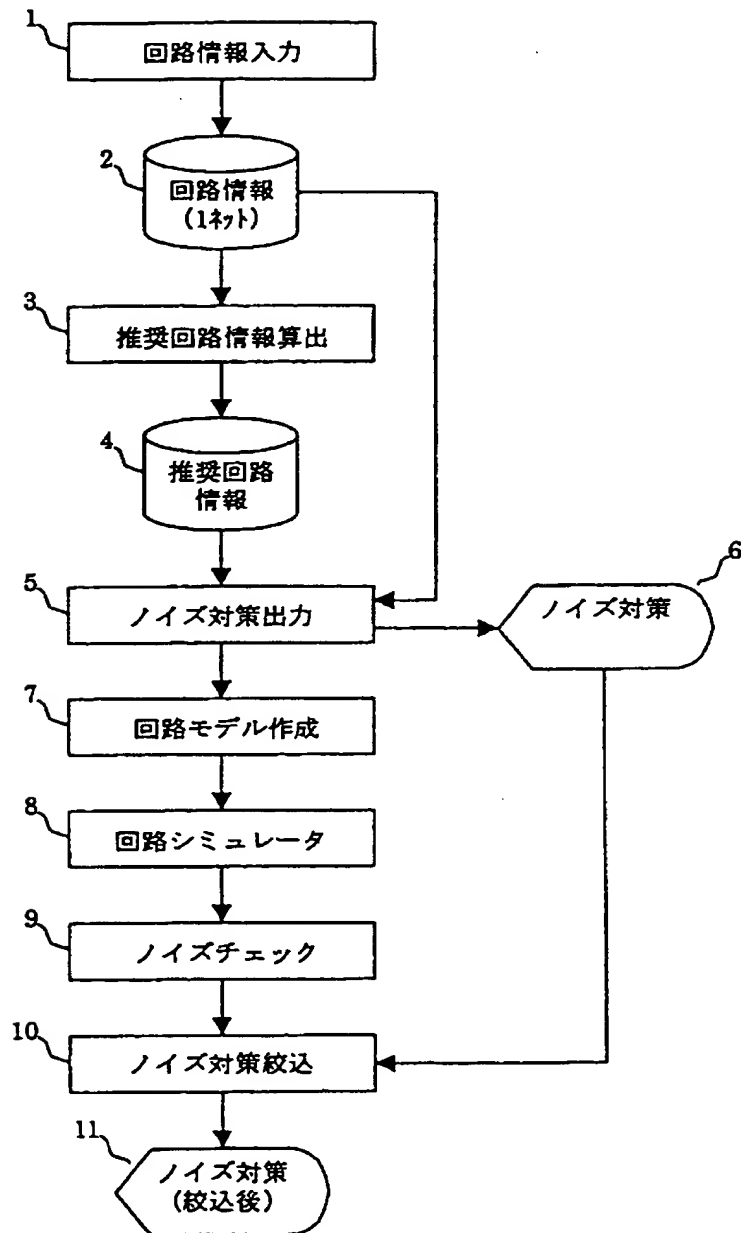 1
回路情報入力
2
回路情報
(1ネット)
3
推奨回路情報算出
4
推奨回路
情報
5
ノイズ対策出力
6
ノイズ対策
7
回路モデル作成
8
回路シミュレータ
9
ノイズチェック
10
ノイズ対策絞込
11
ノイズ対策
(絞込後)